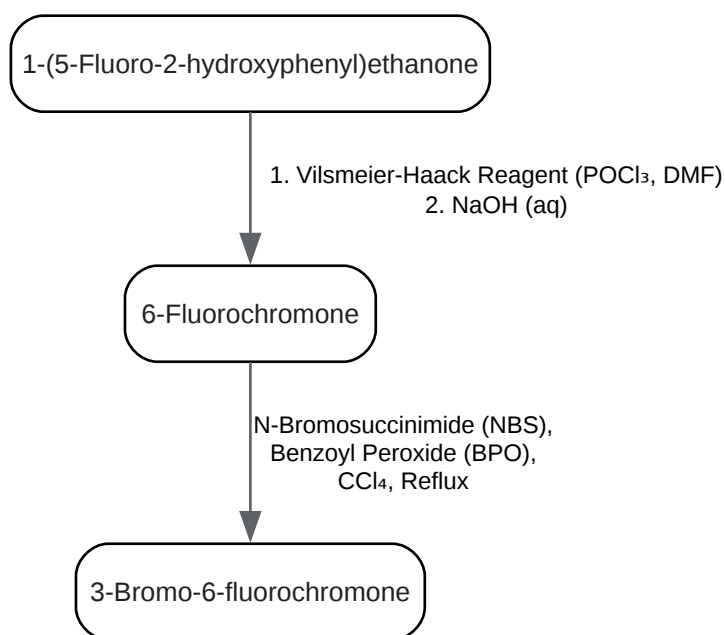 1-(5-Fluoro-2-hydroxyphenyl)ethanone
1. Vilsmeier-Haack Reagent (POCl₃, DMF)
2. NaOH (aq)
6-Fluorochromone
N-Bromosuccinimide (NBS),
Benzoyl Peroxide (BPO),
CCl₄, Reflux
3-Bromo-6-fluorochromone